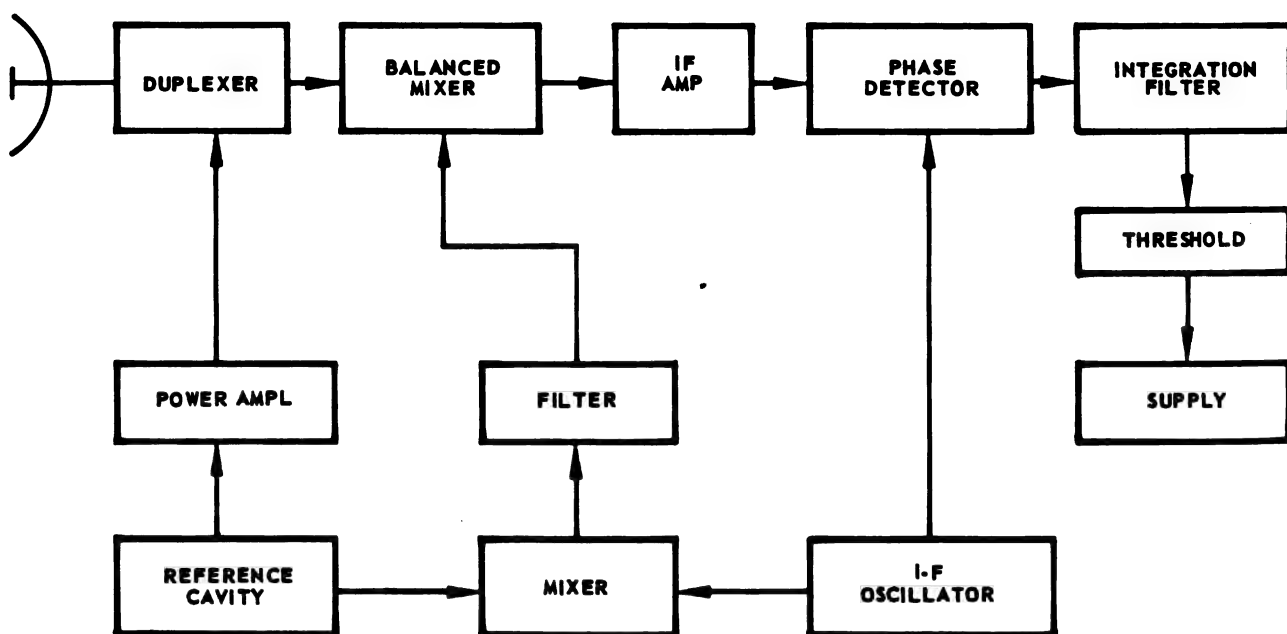 DUPLEXER
BALANCED
MIXER
IF
AMP
PHASE
DETECTOR
INTEGRATION
FILTER
THRESHOLD
POWER AMPL
FILTER
SUPPLY
REFERENCE
CAVITY
MIXER
I-F
OSCILLATOR